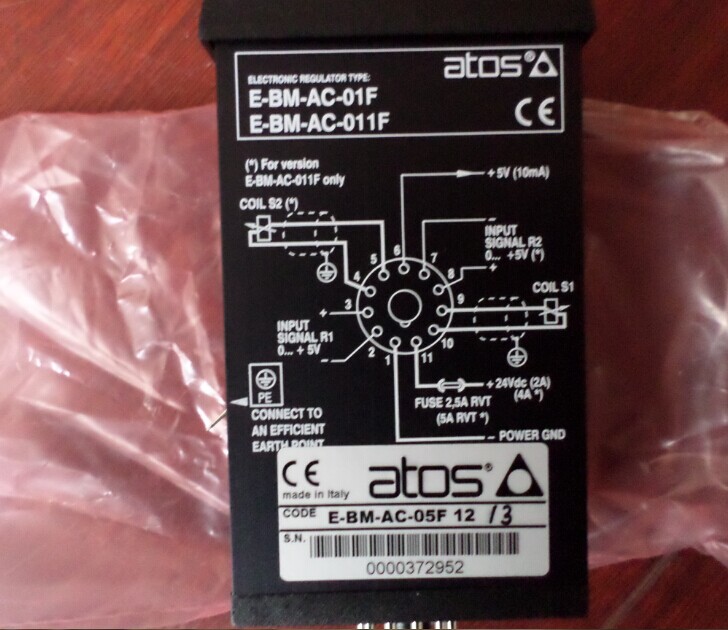 atos®
ELECTRONIC REGULATOR TYPE:
E-BM-AC-01F
E-BM-AC-011F
CE
(*) For version
E-BM-AC-011F only
+ 5V (10mA)
COIL S2 (*)
INPUT
SIGNAL R2
0... +5V (*)
-
+
COIL S1
5
6
7
4
8
3
9
2
10
1
11
+
-
INPUT
SIGNAL R1
0... + 5V
PE
CONNECT TO
AN EFFICIENT
EARTH POINT
+ 24Vdc (2A)
(4A *)
FUSE 2,5A RVT
(5A RVT *)
- POWER GND
CE
made in Italy
atos®
CODE E-BM-AC-05F 12 /3
S.N.
0000372952